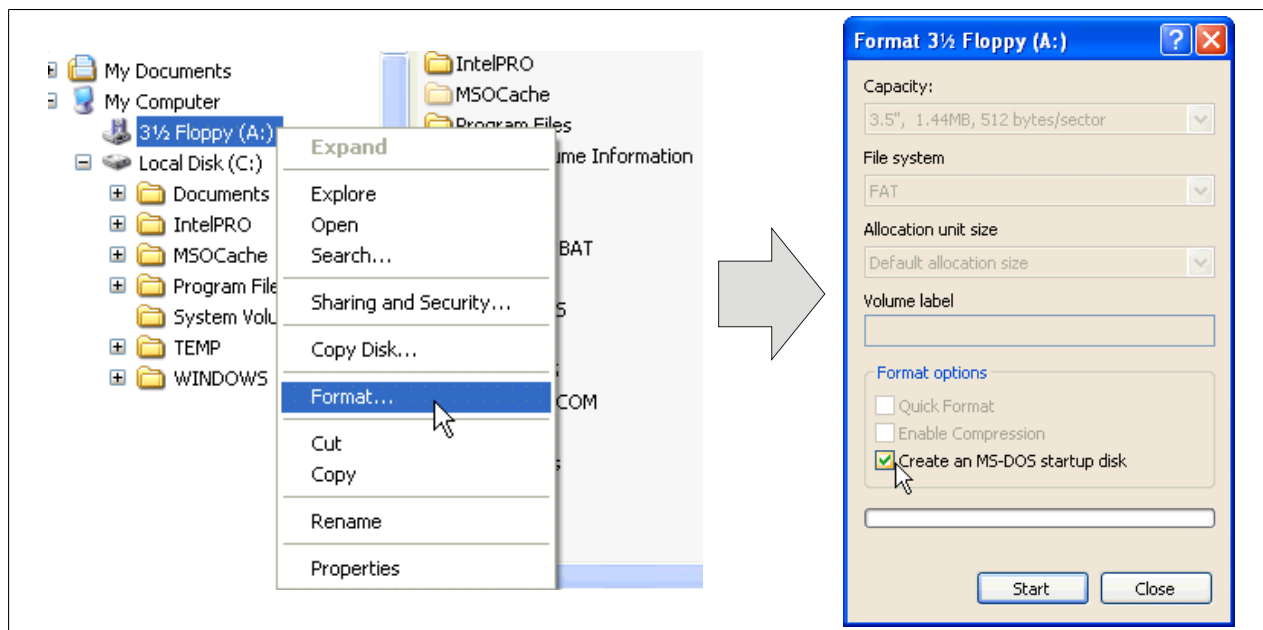 My Documents
My Computer
3½ Floppy (A:)
Local Disk (C:)
Documents
IntelPRO
MSOCache
Program File
System Volu
TEMP
WINDOWS
IntelPRO
MSOCache
Program Files
ume Information
BAT
S
COM
s
Expand
Explore
Open
Search...
Sharing and Security...
Copy Disk...
Format...
Cut
Copy
Rename
Properties
Format 3½ Floppy (A:)
Capacity:
3.5", 1.44MB, 512 bytes/sector
File system
FAT
Allocation unit size
Default allocation size
Volume label
Format options
Quick Format
Enable Compression
Create an MS-DOS startup disk
Start Close